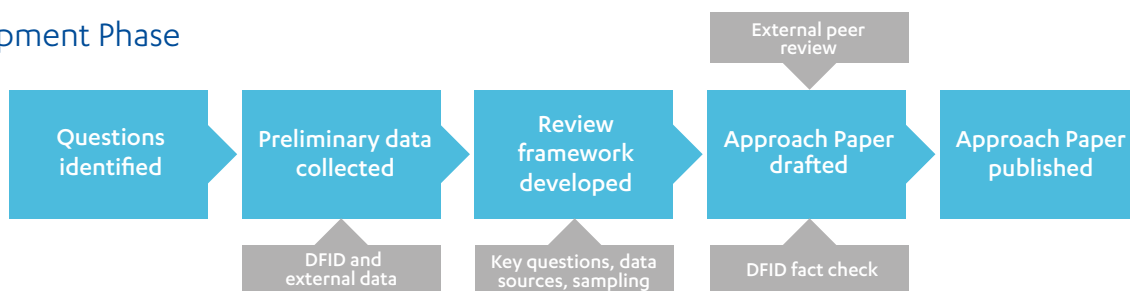 pment Phase
External peer
review
Questions
identified
Preliminary data
collected
Review
framework
developed
Approach Paper
drafted
Approach Paper
published
DFID and
external data
Key questions, data
sources, sampling
DFID fact check